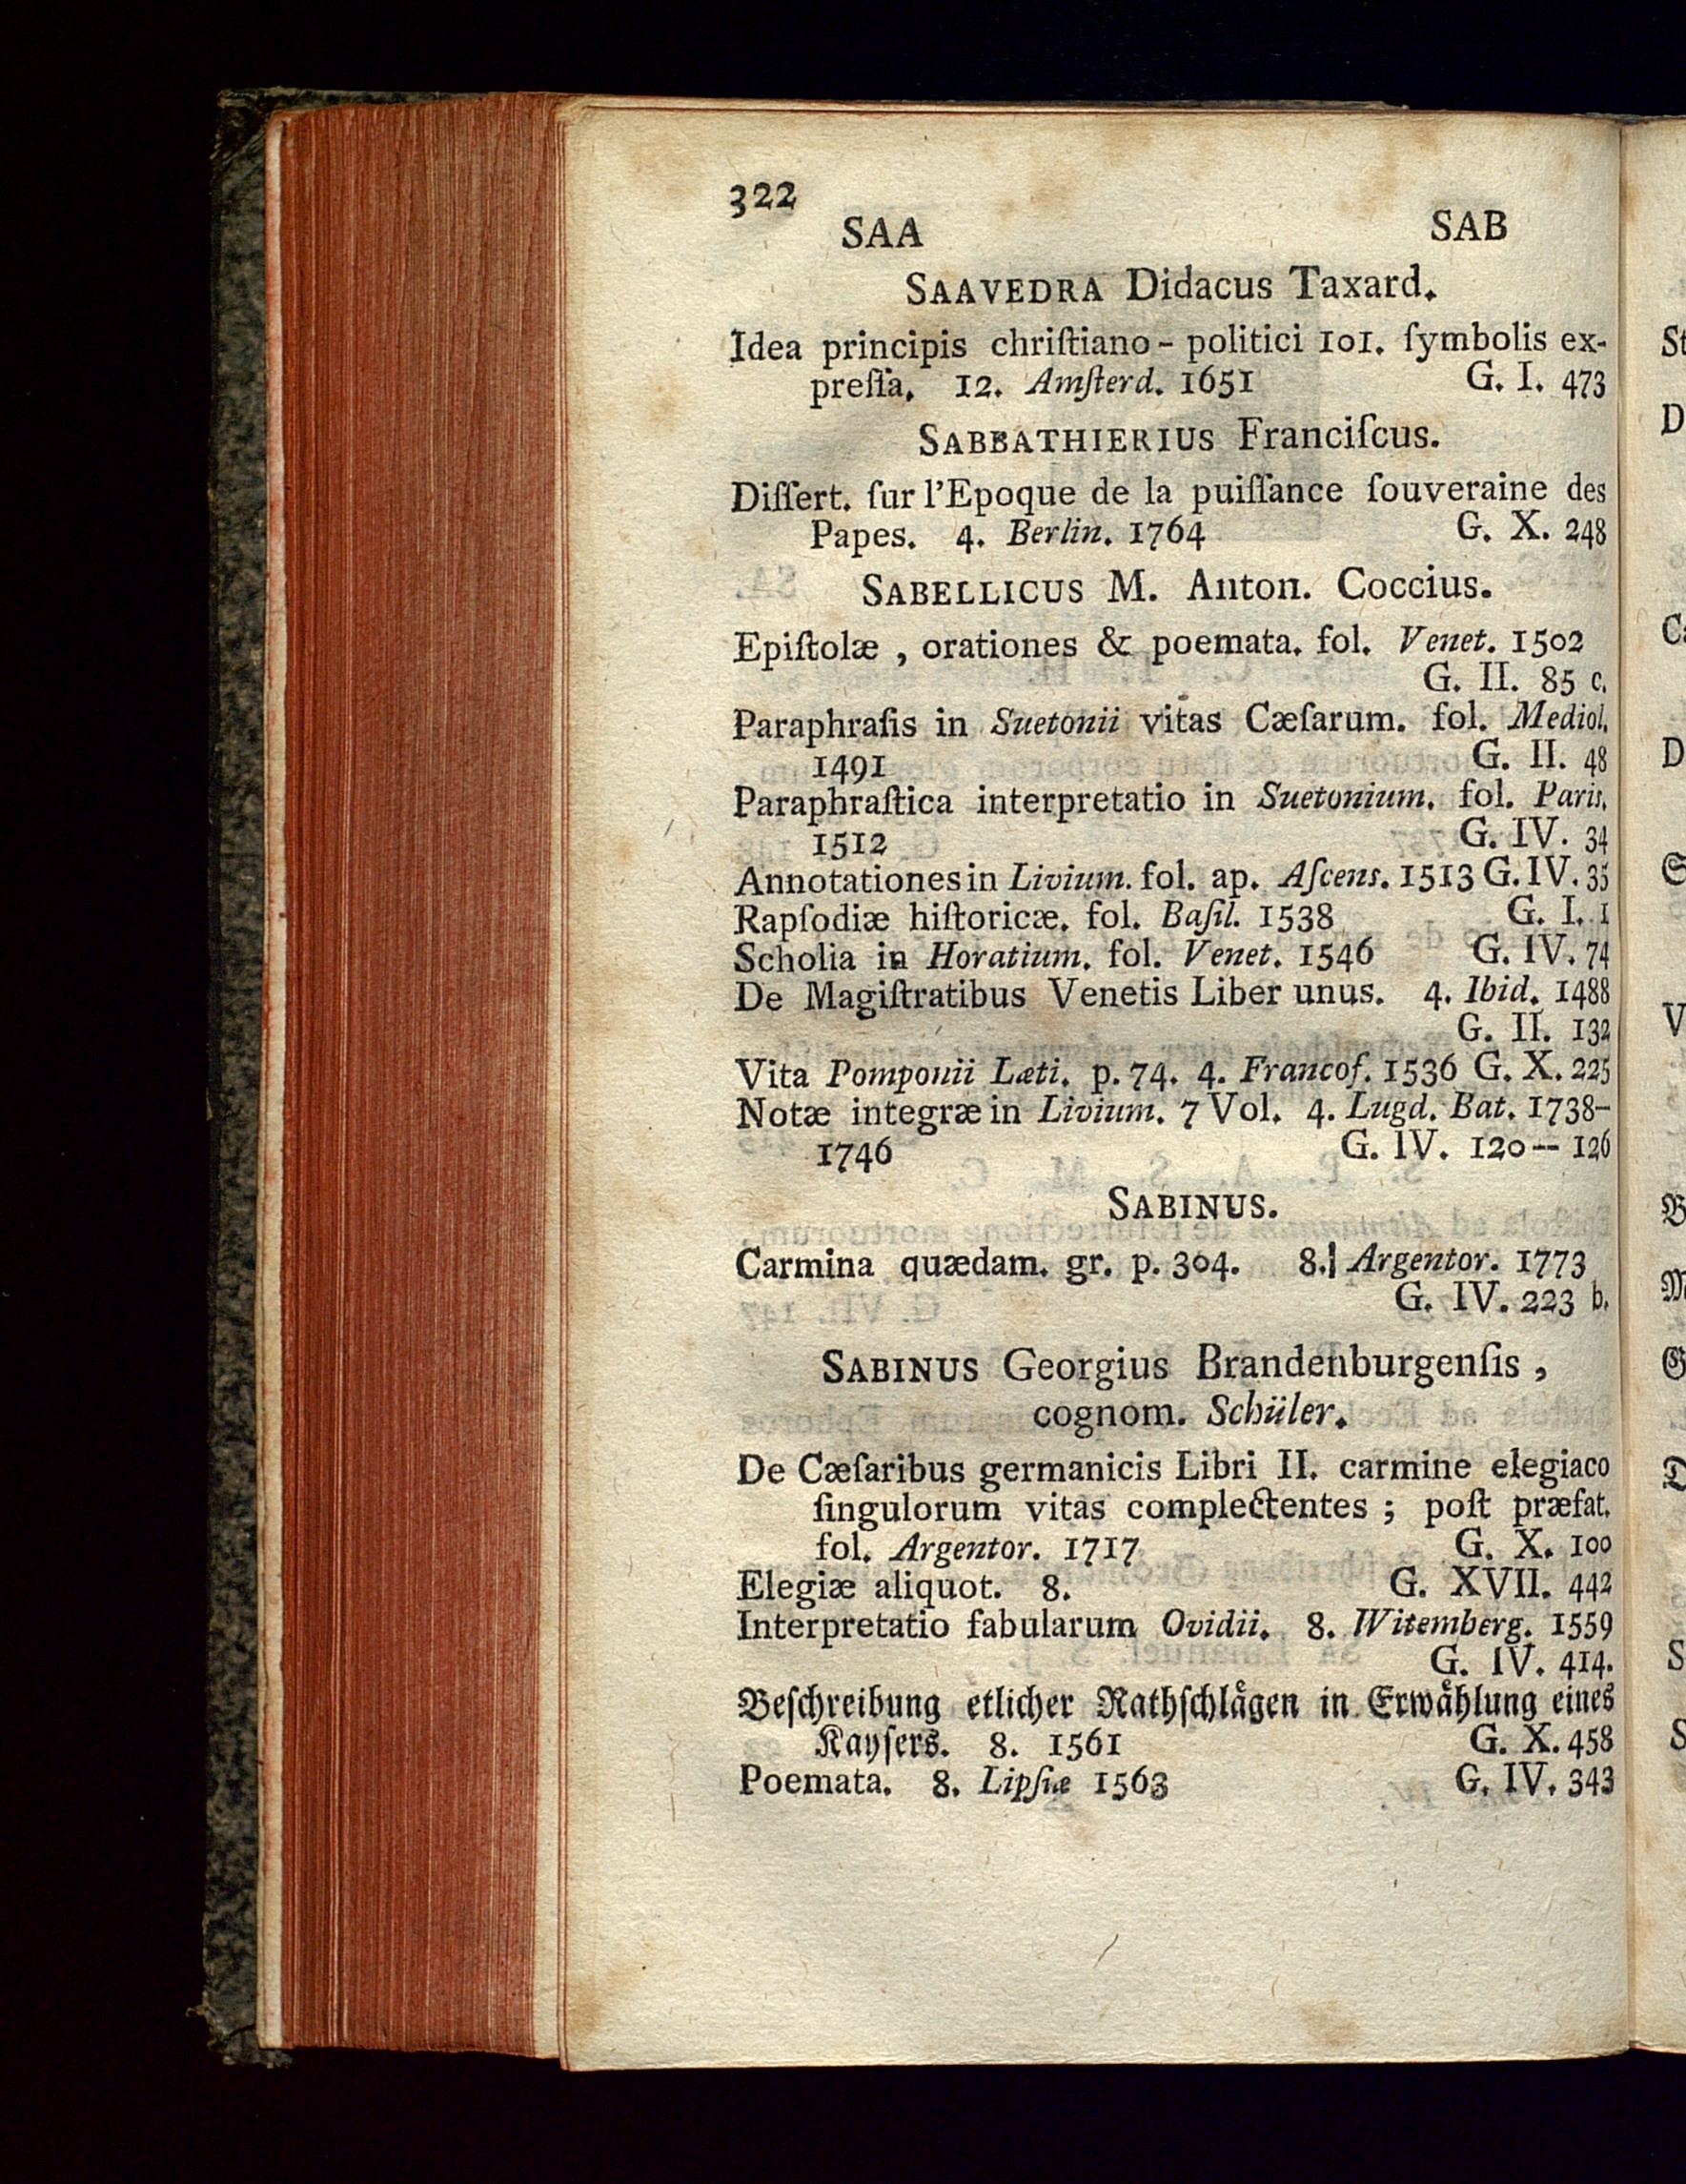 322
SAA SAB
SAAVEDRA Didacus Taxard.
Idea principis chriſtiano - politici 101. ſymbolis ex-
preſſa. 12. Amſterd. 1651 G. I. 473
SABBATHIERIUS Franciſcus.
Diſſert. ſur l'Epoque de la puiſſance ſouveraine des
Papes. 4. Berlin. 1764 G. X. 248
SABELLICUS M. Anton. Coccius.
Epiſtolæ , orationes & poemata. fol. Venet. 1502
G. II. 85 c.
Paraphraſis in Suetonii vitas Cæſarum. fol. Mediol.
1491 G. II. 48
Paraphraſtica interpretatio in Suetonium. fol. Paris.
1512 G. IV. 34
Annotationes in Livium. fol. ap. Aſcens. 1513 G. IV. 35
Rapſodiæ hiſtoricæ. fol. Baſil. 1538 G. I. 1
Scholia in Horatium. fol. Venet. 1546 G. IV. 74
De Magiſtratibus Venetis Liber unus. 4. Ibid. 1488
G. II. 132
Vita Pomponii Læti. p. 74. 4. Francof. 1536 G. X. 225
Notæ integræ in Livium. 7 Vol. 4. Lugd. Bat. 1738-
1746 G. IV. 120-- 126
SABINUS.
Carmina quædam. gr. p. 304. 8. Argentor. 1773
G. IV. 223 b.
SABINUS Georgius Brandenburgenſis ,
cognom. Schüler.
De Cæſaribus germanicis Libri II. carmine elegiaco
ſingulorum vitas complectentes ; poſt præfat.
fol. Argentor. 1717 G. X. 100
Elegiæ aliquot. 8. G. XVII. 442
Interpretatio fabularum Ovidii. 8. Witemberg. 1559
G. IV. 414.
Beſchreibung etlicher Rathſchlågen in Erwåhlung eines
Kayſers. 8. 1561 G. X. 458
Poemata. 8. Lipſiæ 1563 G. IV. 343